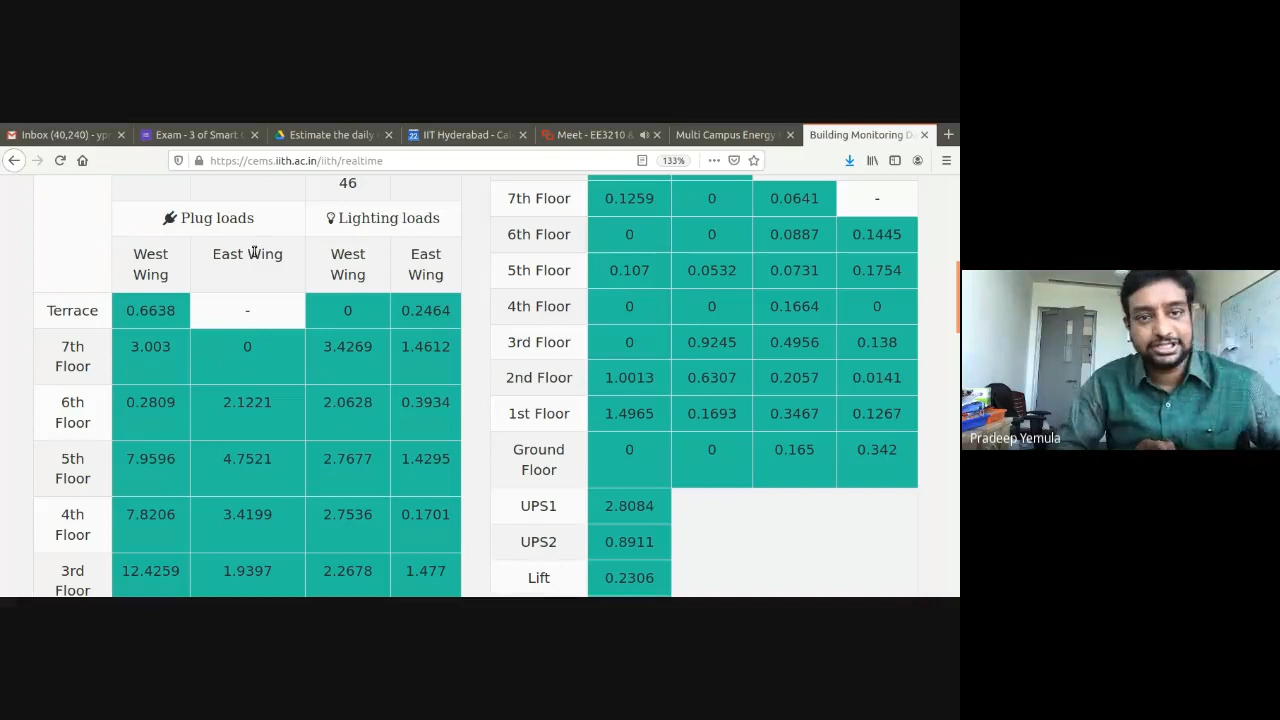 Inbox (40,240) - yp
Exam - 3 of Smart
Estimate the daily
IIT Hyderabad - Cal
Meet - EE3210 &
Multi Campus Energy
Building Monitoring D
https://cems.iith.ac.in/iith/realtime
133%
46
Plug loads
Lighting loads
West Wing
East Wing
West Wing
East Wing
Terrace 0.6638 - 0 0.2464
7th Floor 3.003 0 3.4269 1.4612
6th Floor 0.2809 2.1221 2.0628 0.3934
5th Floor 7.9596 4.7521 2.7677 1.4295
4th Floor 7.8206 3.4199 2.7536 0.1701
3rd Floor 12.4259 1.9397 2.2678 1.477
7th Floor 0.1259 0 0.0641 -
6th Floor 0 0 0.0887 0.1445
5th Floor 0.107 0.0532 0.0731 0.1754
4th Floor 0 0 0.1664 0
3rd Floor 0 0.9245 0.4956 0.138
2nd Floor 1.0013 0.6307 0.2057 0.0141
1st Floor 1.4965 0.1693 0.3467 0.1267
Ground Floor 0 0 0.165 0.342
UPS1 2.8084
UPS2 0.8911
Lift 0.2306
Pradeep Yemula